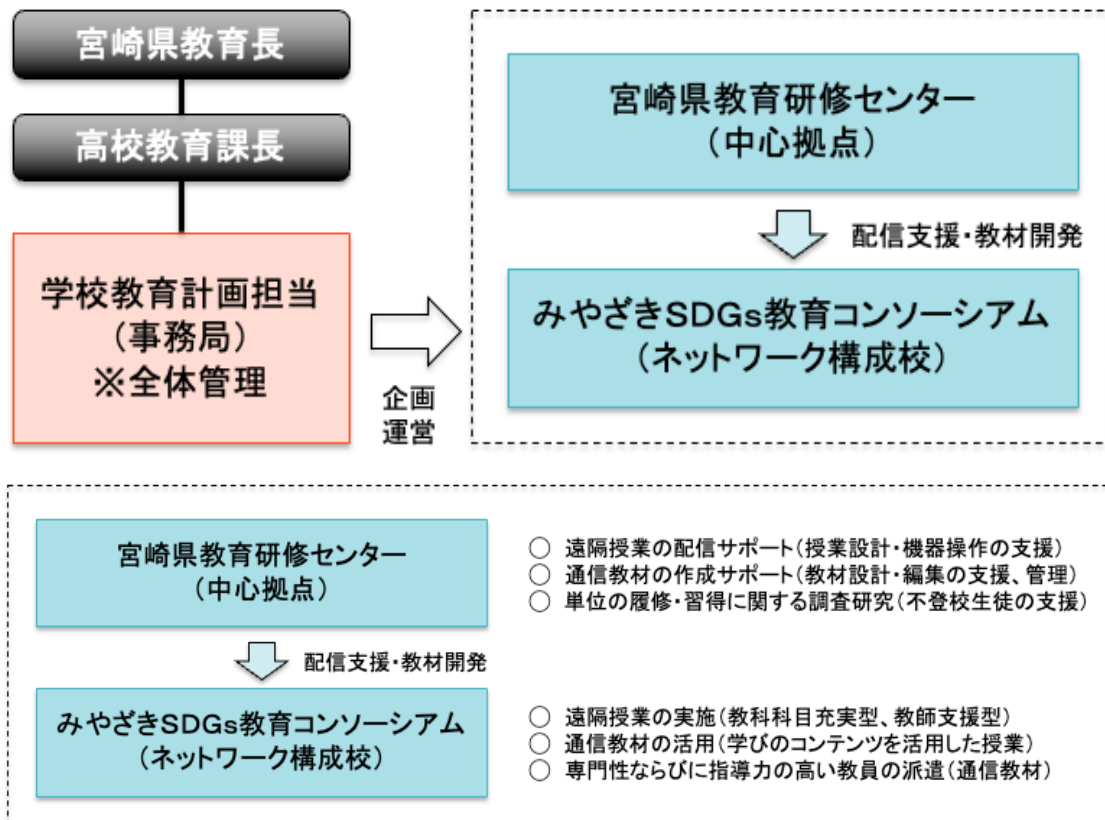 宮崎県教育長
高校教育課長
学校教育計画担当
(事務局)
※全体管理
企画
運営
宮崎県教育研修センター
(中心拠点)
配信支援・教材開発
みやざきSDGs教育コンソーシアム
(ネットワーク構成校)
宮崎県教育研修センター
(中心拠点)
○ 遠隔授業の配信サポート(授業設計・機器操作の支援)
○ 通信教材の作成サポート(教材設計・編集の支援、管理)
○ 単位の履修・習得に関する調査研究(不登校生徒の支援)
配信支援・教材開発
みやざきSDGs教育コンソーシアム
(ネットワーク構成校)
○ 遠隔授業の実施(教科科目充実型、教師支援型)
○ 通信教材の活用(学びのコンテンツを活用した授業)
○ 専門性ならびに指導力の高い教員の派遣(通信教材)